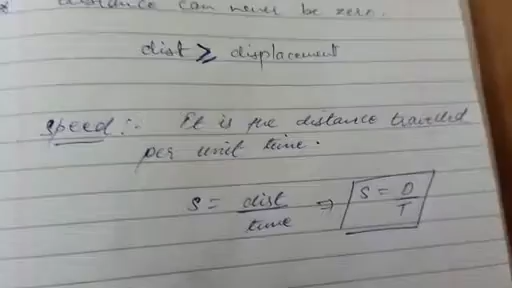 distance can never be zero.
dist ≥ displacement
speed :- It is the distance travelled
per unit time.
S = dist/time ⇒ S = D/T